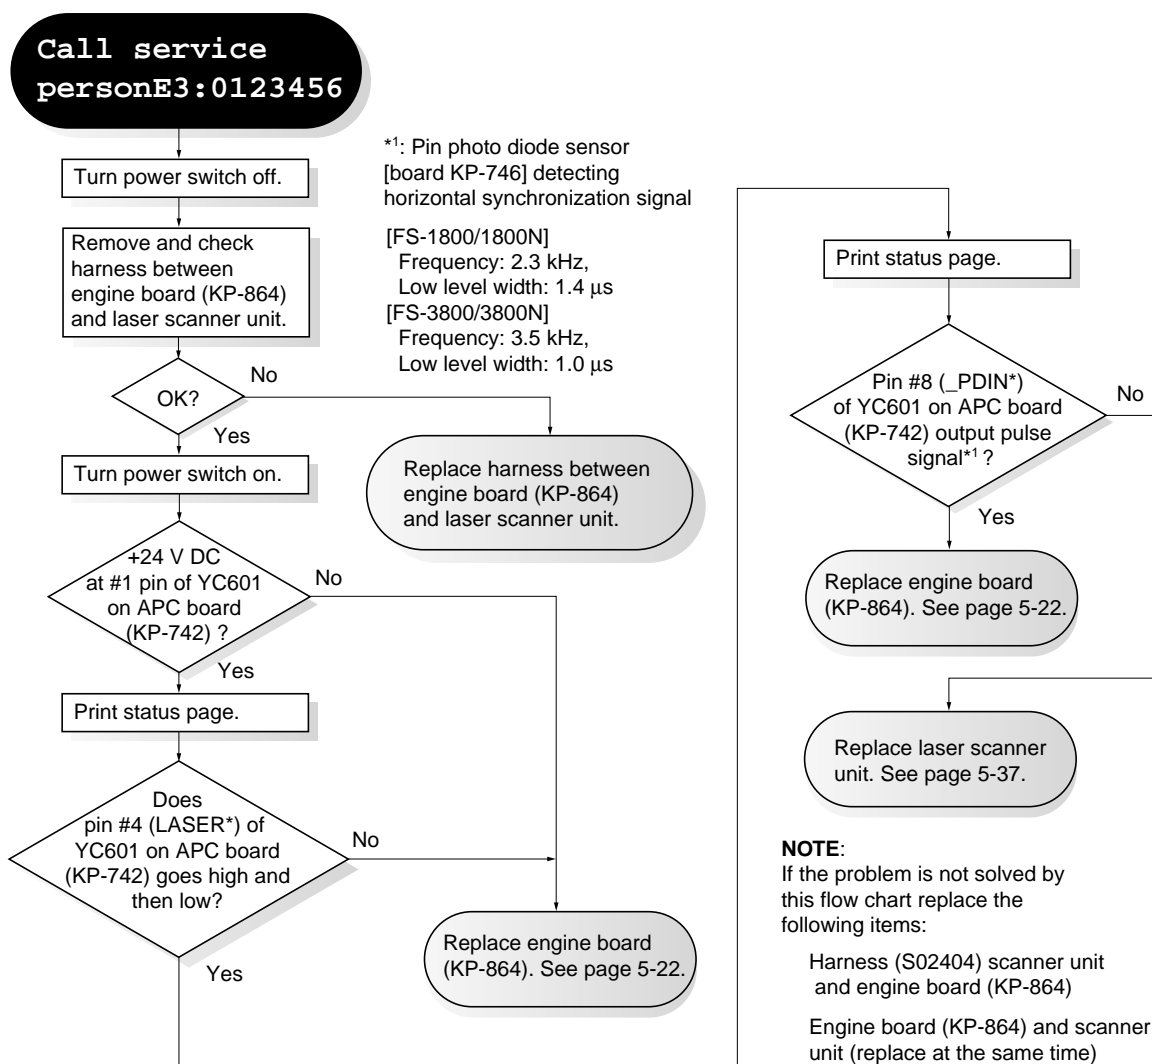 Call service
personE3:0123456
Turn power switch off.
Remove and check
harness between
engine board (KP-864)
and laser scanner unit.
OK?
No
Yes
Replace harness between
engine board (KP-864)
and laser scanner unit.
Turn power switch on.
+24 V DC
at #1 pin of YC601
on APC board
(KP-742) ?
No
Yes
Print status page.
Does
pin #4 (LASER*) of
YC601 on APC board
(KP-742) goes high and
then low?
No
Yes
Replace engine board
(KP-864). See page 5-22.
*1: Pin photo diode sensor
[board KP-746] detecting
horizontal synchronization signal
[FS-1800/1800N]
Frequency: 2.3 kHz,
Low level width: 1.4 μs
[FS-3800/3800N]
Frequency: 3.5 kHz,
Low level width: 1.0 μs
Print status page.
Pin #8 (_PDIN*)
of YC601 on APC board
(KP-742) output pulse
signal*1 ?
No
Yes
Replace engine board
(KP-864). See page 5-22.
Replace laser scanner
unit. See page 5-37.
NOTE:
If the problem is not solved by
this flow chart replace the
following items:
Harness (S02404) scanner unit
and engine board (KP-864)
Engine board (KP-864) and scanner
unit (replace at the same time)